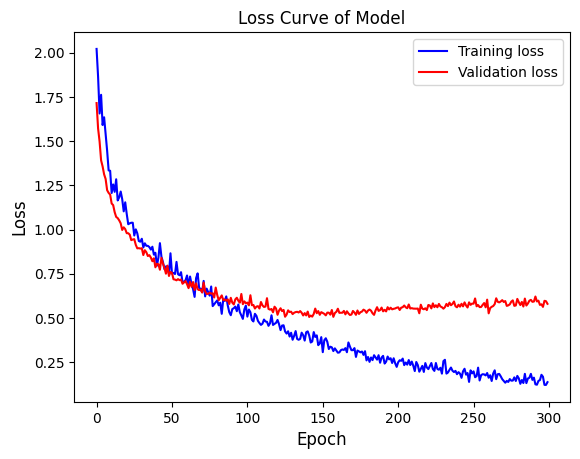 Loss Curve of Model
Training loss
Validation loss
2.00
1.75
1.50
1.25
1.00
0.75
0.50
0.25
Loss
0 50 100 150 200 250 300
Epoch